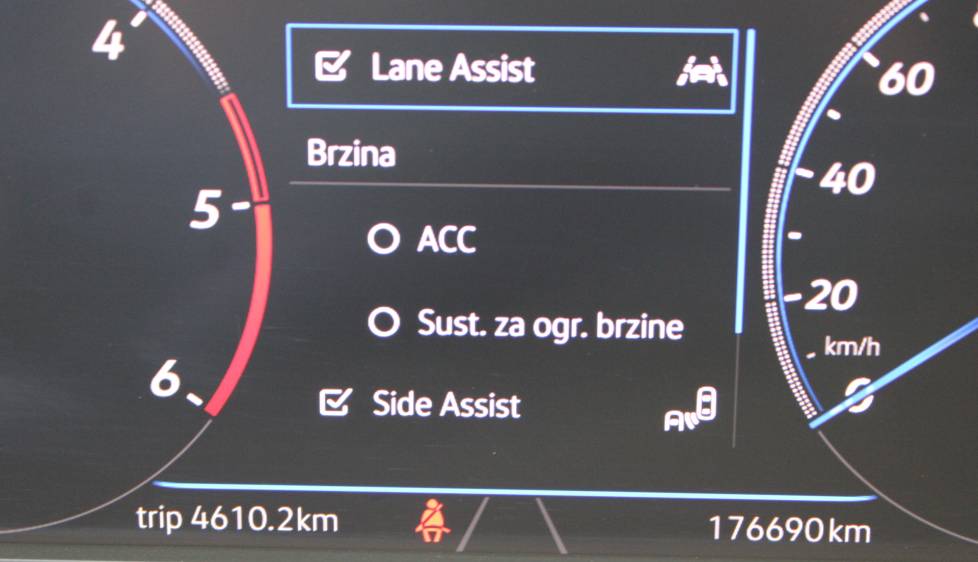 4
Lane Assist
60
Brzina
40
5
ACC
20
Sust. za ogr. brzine
km/h
6
Side Assist
0
trip 4610.2km
176690km